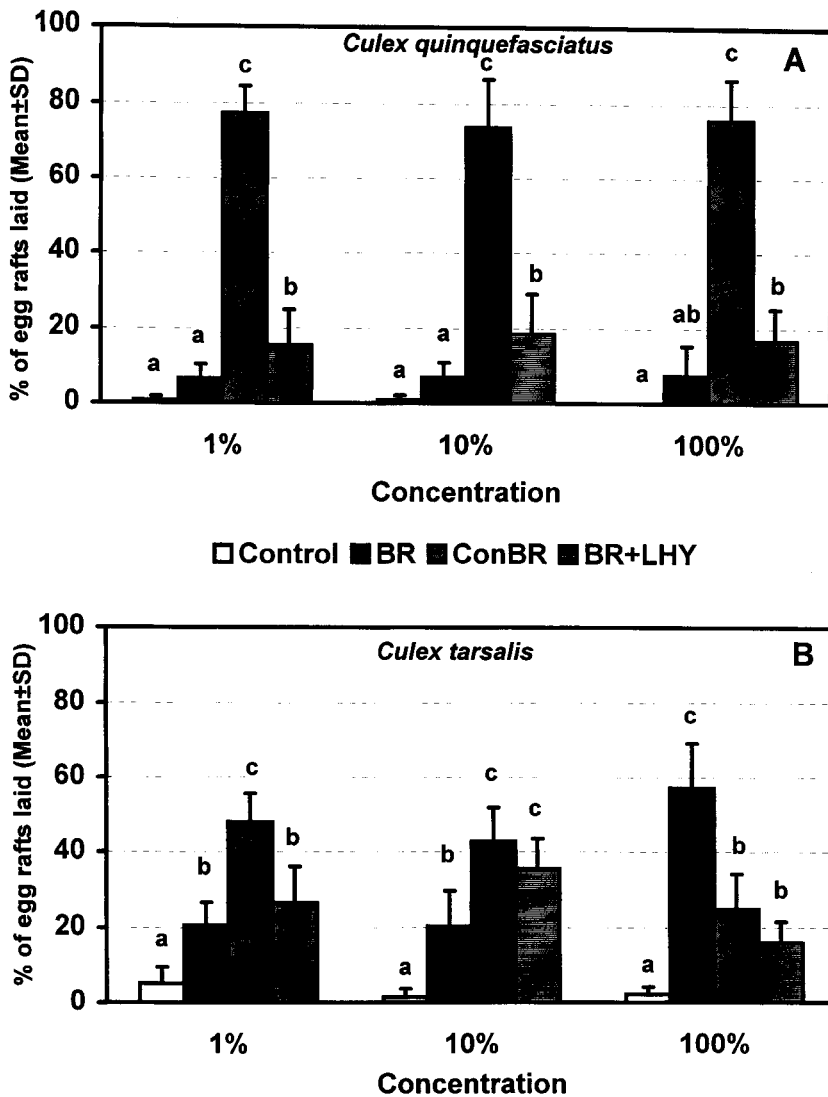 100
80
60
40
20
0
% of egg rafts laid (Mean±SD)
Culex quinquefasciatus
A
a a c b
a a c b
a ab c b
1% 10% 100%
Concentration
Control BR ConBR BR+LHY
100
80
60
40
20
0
% of egg rafts laid (Mean±SD)
Culex tarsalis
B
a b c b
a b c c
a c b b
1% 10% 100%
Concentration